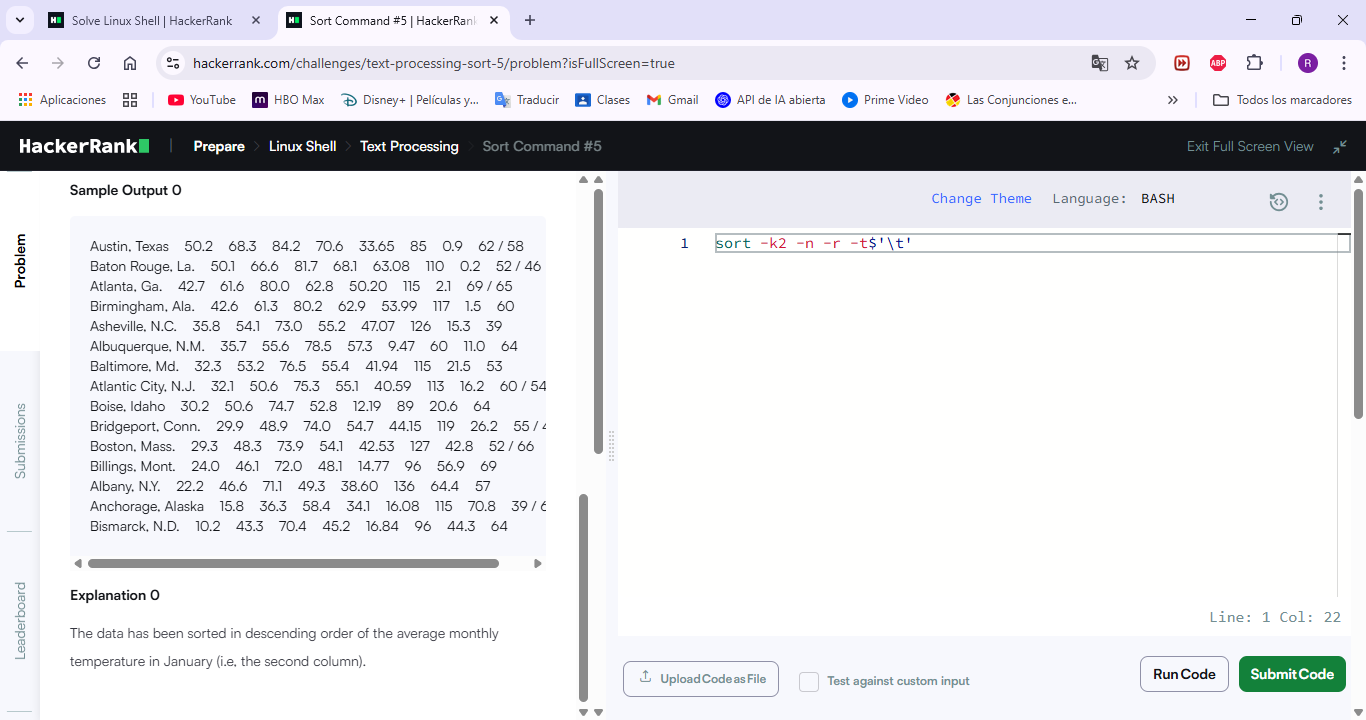 Solve Linux Shell | HackerRank
Sort Command #5 | HackerRank
hackerrank.com/challenges/text-processing-sort-5/problem?isFullScreen=true
ABP
R
Aplicaciones
YouTube
m HBO Max
Disney+ | Películas y...
Traducir
Clases
Gmail
API de IA abierta
Prime Video
Las Conjunciones e...
»
Todos los marcadores
HackerRank
Prepare > Linux Shell > Text Processing > Sort Command #5
Exit Full Screen View
Problem
Submissions
Leaderboard
Sample Output 0
Austin, Texas 50.2 68.3 84.2 70.6 33.65 85 0.9 62 / 58
Baton Rouge, La. 50.1 66.6 81.7 68.1 63.08 110 0.2 52 / 46
Atlanta, Ga. 42.7 61.6 80.0 62.8 50.20 115 2.1 69 / 65
Birmingham, Ala. 42.6 61.3 80.2 62.9 53.99 117 1.5 60
Asheville, N.C. 35.8 54.1 73.0 55.2 47.07 126 15.3 39
Albuquerque, N.M. 35.7 55.6 78.5 57.3 9.47 60 11.0 64
Baltimore, Md. 32.3 53.2 76.5 55.4 41.94 115 21.5 53
Atlantic City, N.J. 32.1 50.6 75.3 55.1 40.59 113 16.2 60 / 54
Boise, Idaho 30.2 50.6 74.7 52.8 12.19 89 20.6 64
Bridgeport, Conn. 29.9 48.9 74.0 54.7 44.15 119 26.2 55 /
Boston, Mass. 29.3 48.3 73.9 54.1 42.53 127 42.8 52 / 66
Billings, Mont. 24.0 46.1 72.0 48.1 14.77 96 56.9 69
Albany, N.Y. 22.2 46.6 71.1 49.3 38.60 136 64.4 57
Anchorage, Alaska 15.8 36.3 58.4 34.1 16.08 115 70.8 39 /
Bismarck, N.D. 10.2 43.3 70.4 45.2 16.84 96 44.3 64
Explanation 0
The data has been sorted in descending order of the average monthly
temperature in January (i.e, the second column).
Change Theme Language: BASH
1 sort -k2 -n -r -t$'\t'
Line: 1 Col: 22
Upload Code as File
Test against custom input
Run Code
Submit Code